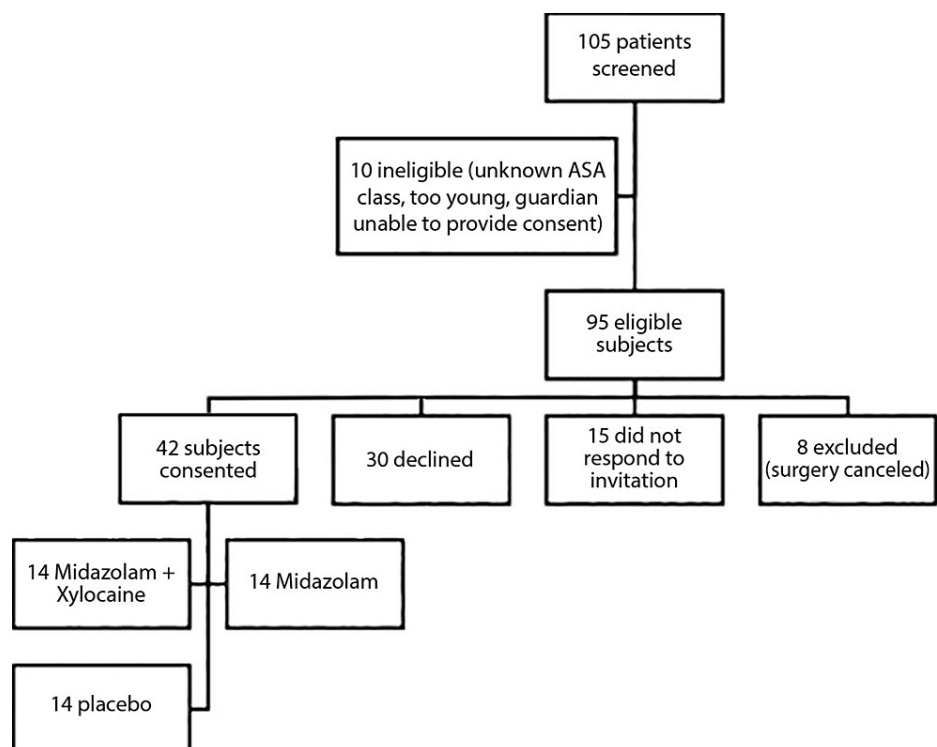 105 patients
screened
10 ineligible (unknown ASA
class, too young, guardian
unable to provide consent)
95 eligible
subjects
42 subjects
consented
30 declined
15 did not
respond to
invitation
8 excluded
(surgery canceled)
14 Midazolam +
Xylocaine
14 Midazolam
14 placebo